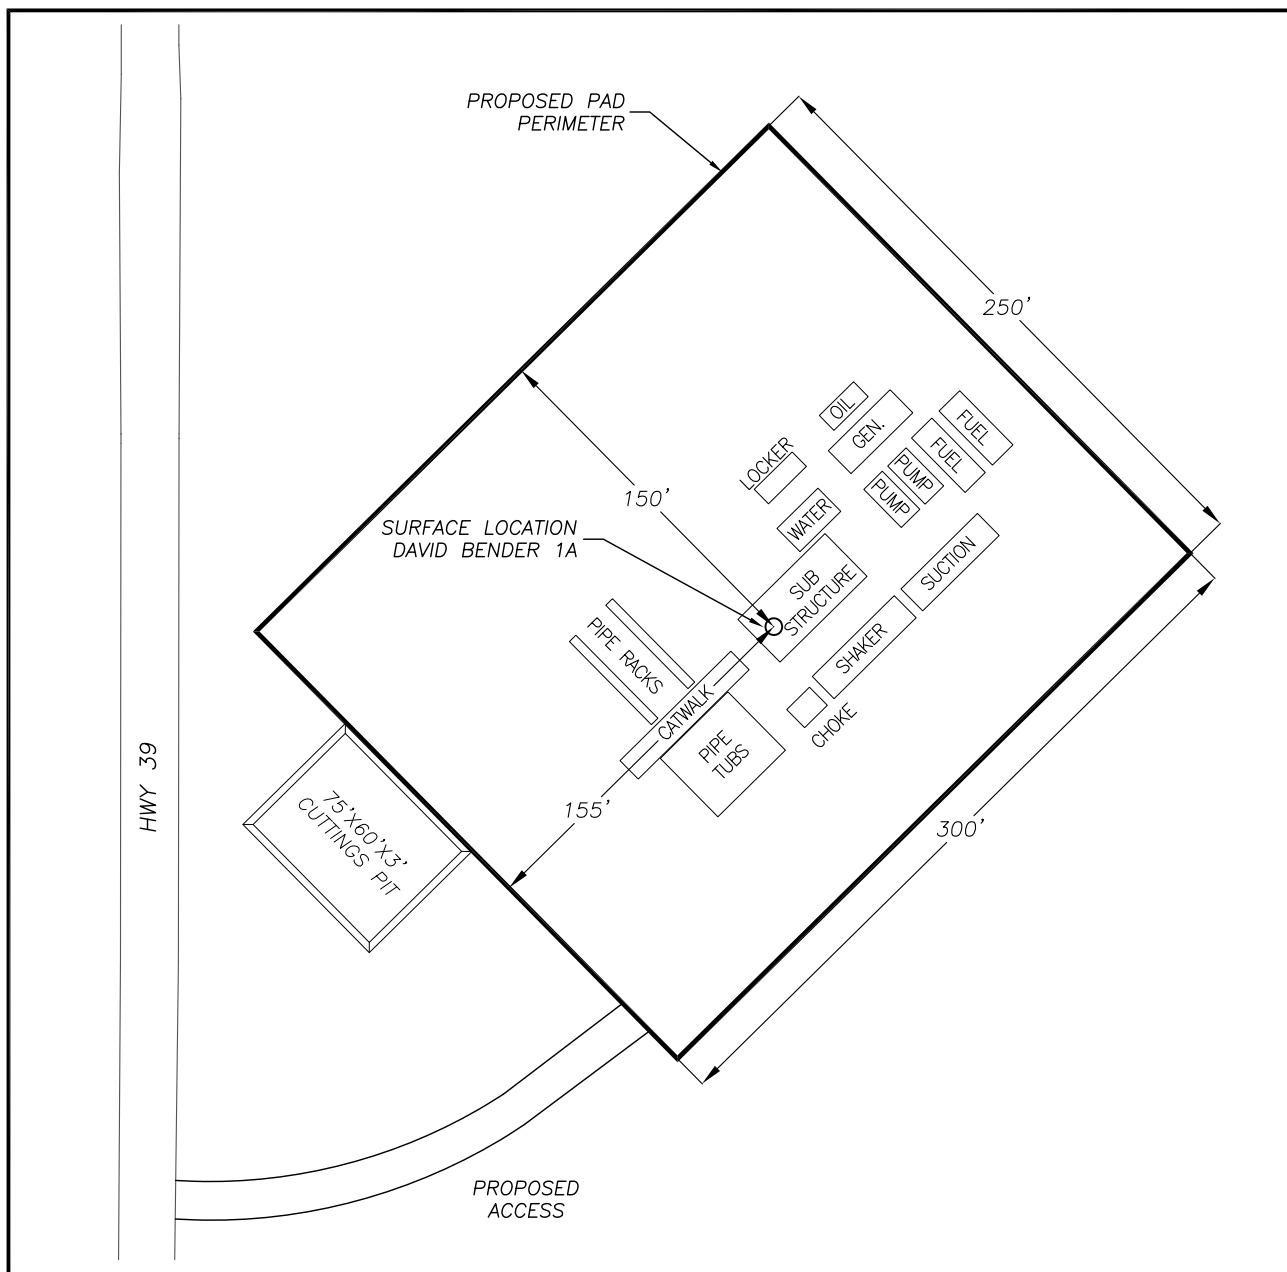 PROPOSED PAD
PERIMETER
250'
OIL
GEN.
FUEL
FUEL
LOCKER
PUMP
PUMP
150'
WATER
SURFACE LOCATION
DAVID BENDER 1A
SUB
STRUCTURE
SUCTION
PIPE RACKS
SHAKER
CATWALK
CHOKE
PIPE
TUBS
HWY 39
75'X60'X3'
CUTTINGS PIT
155'
300'
PROPOSED
ACCESS